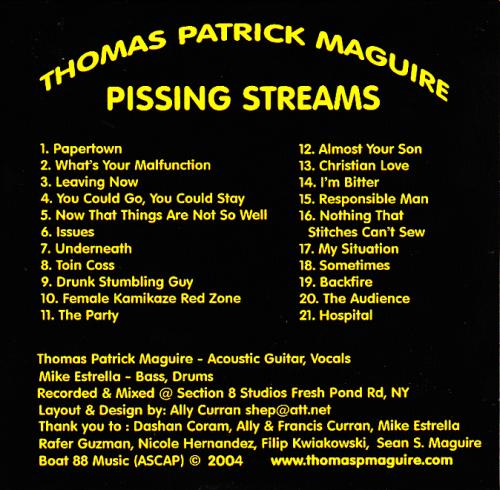 THOMAS PATRICK MAGUIRE
PISSING STREAMS
1. Papertown
2. What's Your Malfunction
3. Leaving Now
4. You Could Go, You Could Stay
5. Now That Things Are Not So Well
6. Issues
7. Underneath
8. Toin Coss
9. Drunk Stumbling Guy
10. Female Kamikaze Red Zone
11. The Party
12. Almost Your Son
13. Christian Love
14. I'm Bitter
15. Responsible Man
16. Nothing That
Stitches Can't Sew
17. My Situation
18. Sometimes
19. Backfire
20. The Audience
21. Hospital
Thomas Patrick Maguire - Acoustic Guitar, Vocals
Mike Estrella - Bass, Drums
Recorded & Mixed @ Section 8 Studios Fresh Pond Rd, NY
Layout & Design by: Ally Curran shep@att.net
Thank you to : Dashan Coram, Ally & Francis Curran, Mike Estrella
Rafer Guzman, Nicole Hernandez, Filip Kwiakowski, Sean S. Maguire
Boat 88 Music (ASCAP) © 2004 www.thomaspmaguire.com